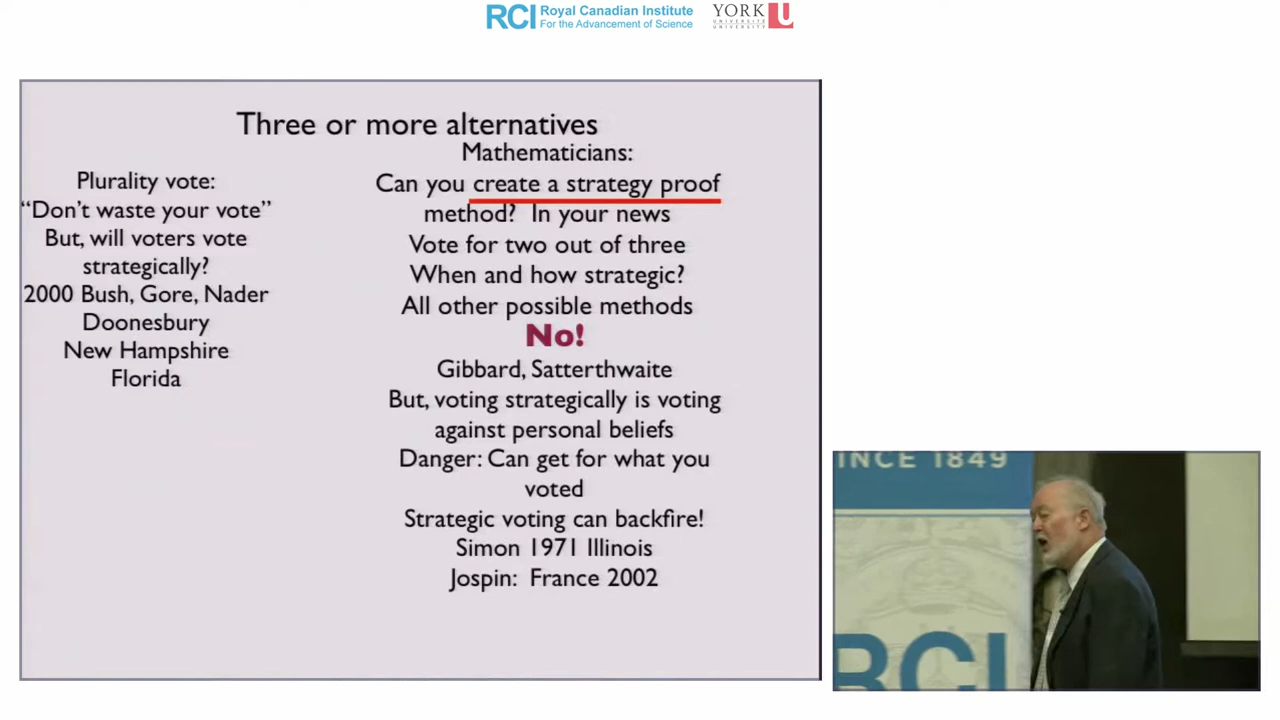 RCI Royal Canadian Institute
For the Advancement of Science
YORK U
UNIVERSITÉ
UNIVERSITY
Three or more alternatives
Plurality vote:
“Don’t waste your vote”
But, will voters vote
strategically?
2000 Bush, Gore, Nader
Doonesbury
New Hampshire
Florida
Mathematicians:
Can you create a strategy proof
method? In your news
Vote for two out of three
When and how strategic?
All other possible methods
No!
Gibbard, Satterthwaite
But, voting strategically is voting
against personal beliefs
Danger: Can get for what you
voted
Strategic voting can backfire!
Simon 1971 Illinois
Jospin: France 2002
SINCE 1849
RCI